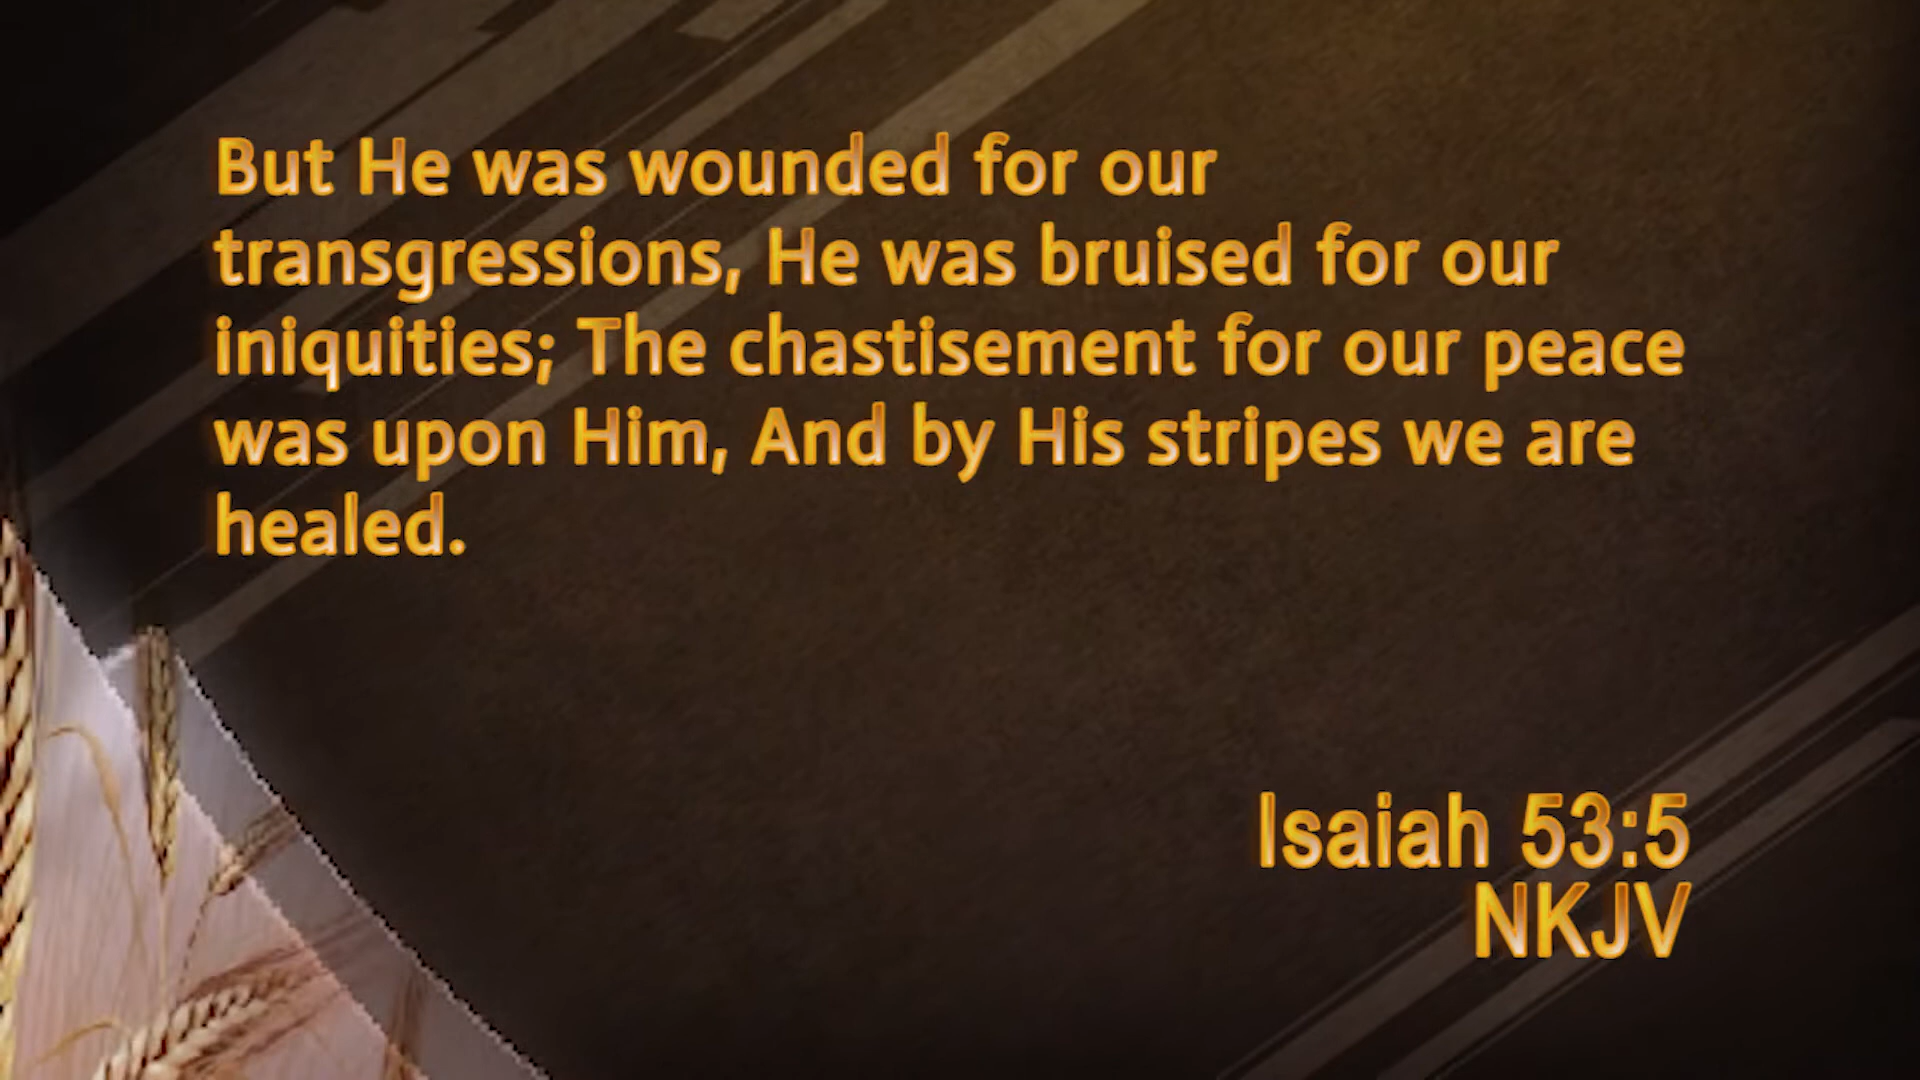 But He was wounded for our
transgressions, He was bruised for our
iniquities; The chastisement for our peace
was upon Him, And by His stripes we are
healed.
Isaiah 53:5
NKJV